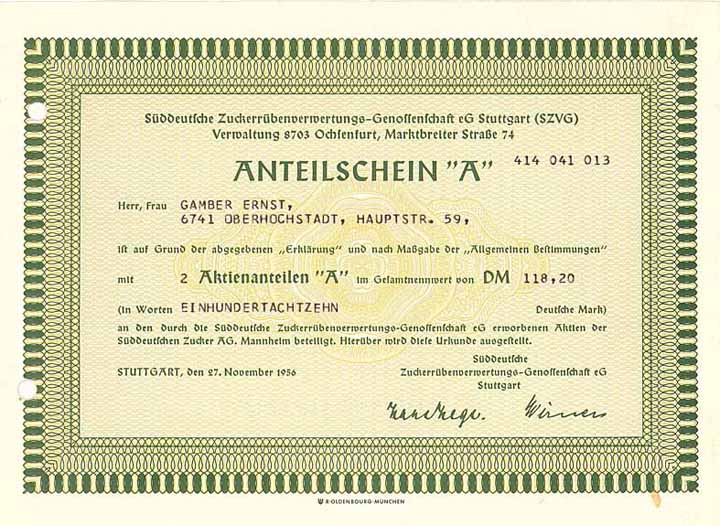 Süddeutsche Zuckerrübenverwertungs-Genossenschaft eG Stuttgart (SZVG)
Verwaltung 8703 Ochsenfurt, Marktbreiter Straße 74
ANTEILSCHEIN "A" 414 041 013
Herr, Frau GAMBER ERNST,
6741 OBERHOCHSTADT, HAUPTSTR. 59,
ist auf Grund der abgegebenen „Erklärung" und nach Maßgabe der „Allgemeinen Bestimmungen"
mit 2 Aktienanteilen "A" im Gesamtnennwert von DM 118,20
(in Worten EINHUNDERTACHTZEHN Deutsche Mark)
an den durch die Süddeutsche Zuckerrübenverwertungs-Genossenschaft eG erworbenen Aktien der
Süddeutschen Zucker AG. Mannheim beteiligt. Hierüber wird diese Urkunde ausgestellt.
STUTTGART, den 27. November 1956
Süddeutsche
Zuckerrübenverwertungs-Genossenschaft eG
Stuttgart
R·OLDENBOURG·MÜNCHEN